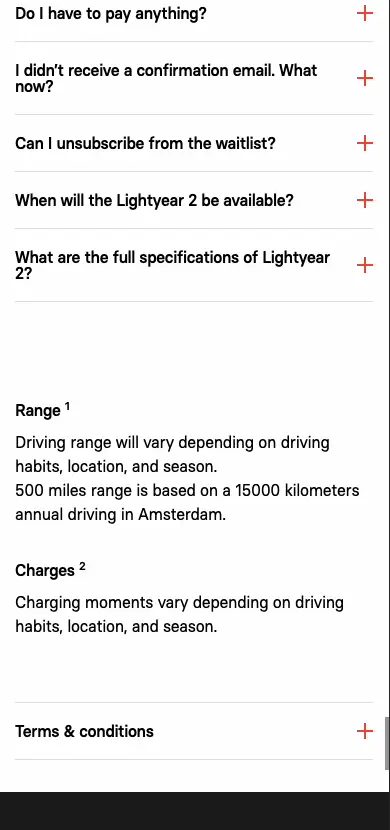 Do I have to pay anything?
I didn't receive a confirmation email. What
now?
Can I unsubscribe from the waitlist?
When will the Lightyear 2 be available?
What are the full specifications of Lightyear
2?
Range 1
Driving range will vary depending on driving
habits, location, and season.
500 miles range is based on a 15000 kilometers
annual driving in Amsterdam.
Charges 2
Charging moments vary depending on driving
habits, location, and season.
Terms & conditions